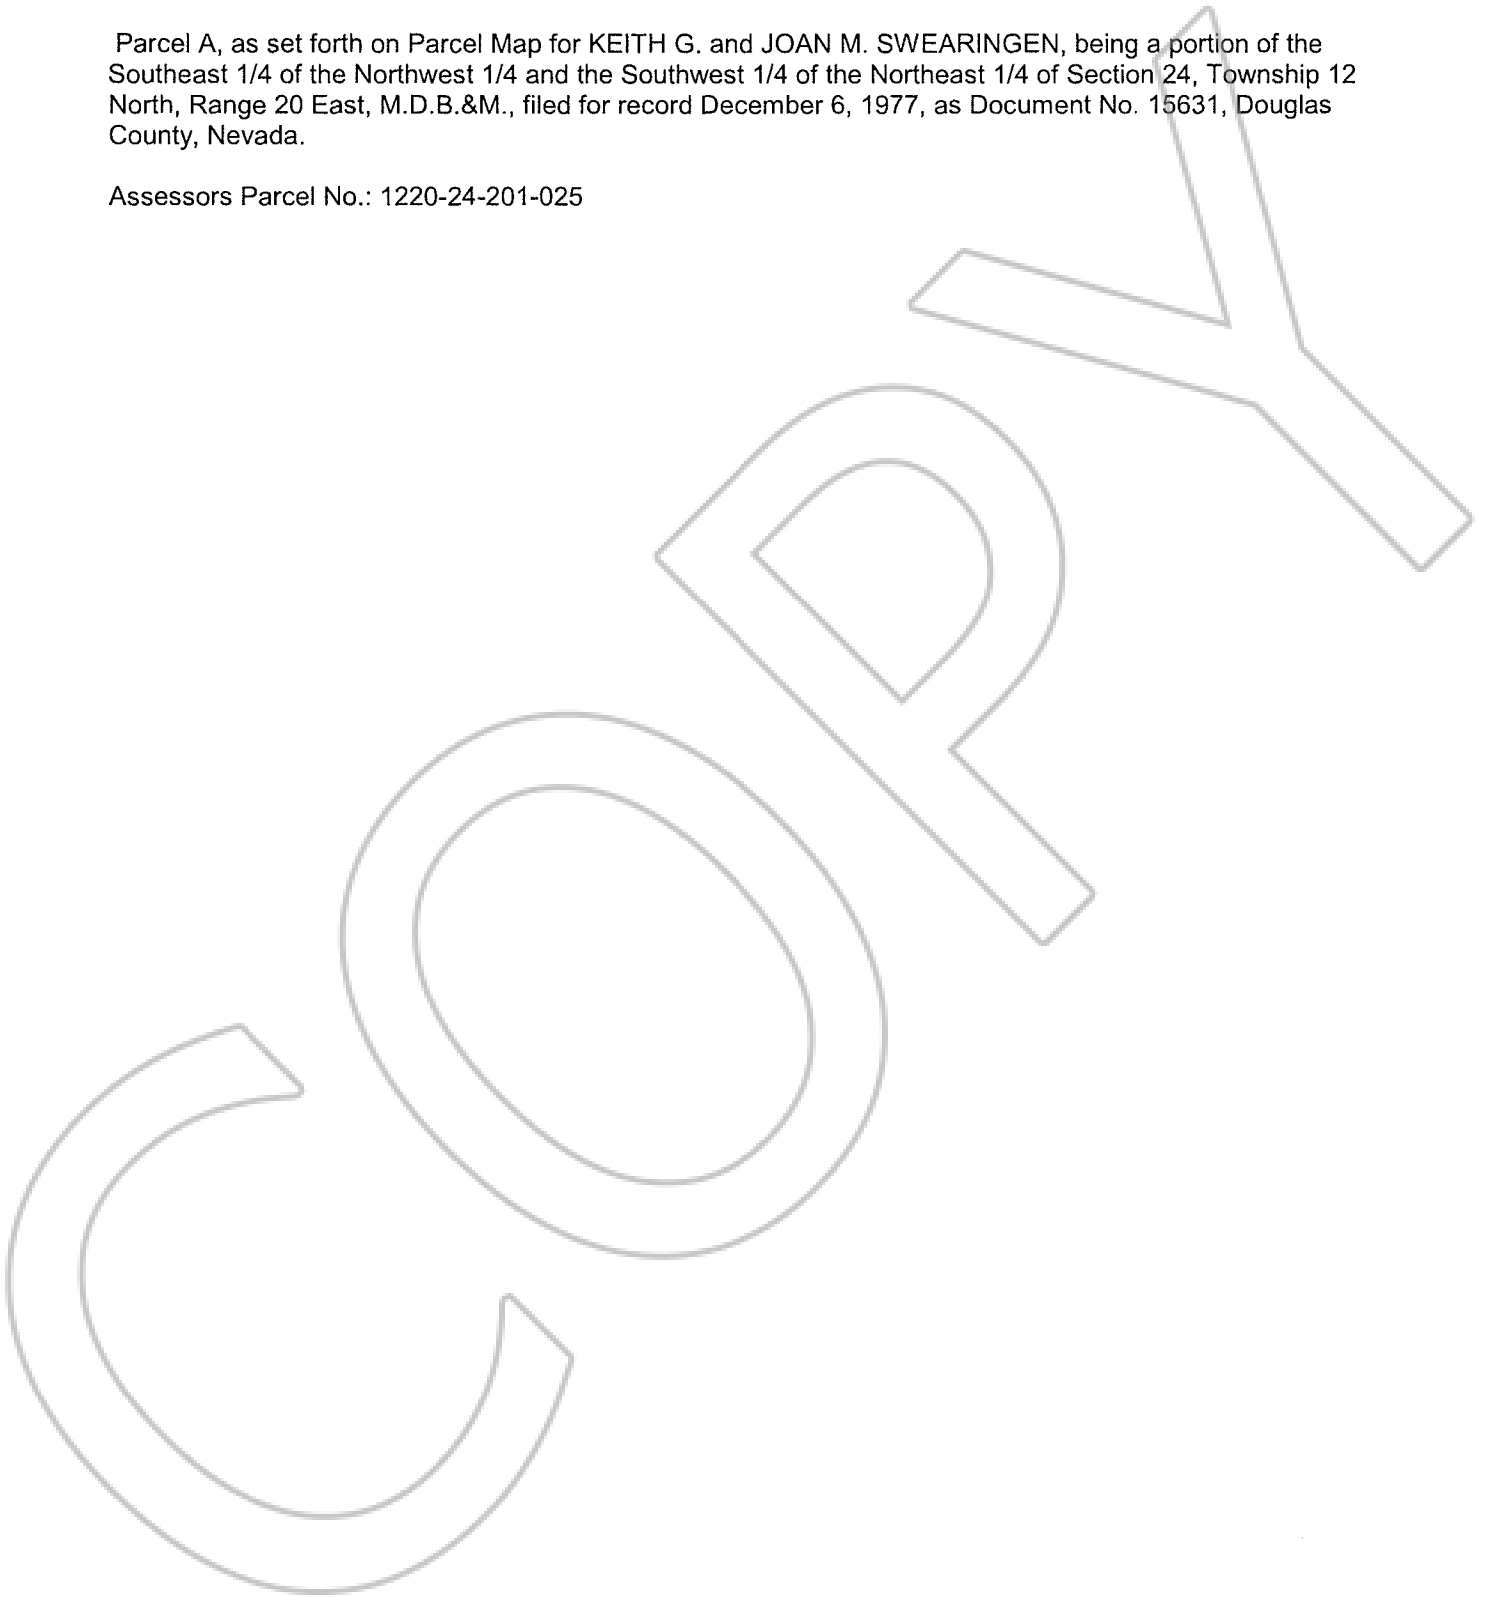 Parcel A, as set forth on Parcel Map for KEITH G. and JOAN M. SWEARINGEN, being a portion of the
Southeast 1/4 of the Northwest 1/4 and the Southwest 1/4 of the Northeast 1/4 of Section 24, Township 12
North, Range 20 East, M.D.B.&M., filed for record December 6, 1977, as Document No. 15631, Douglas
County, Nevada.
Assessors Parcel No.: 1220-24-201-025
COPY